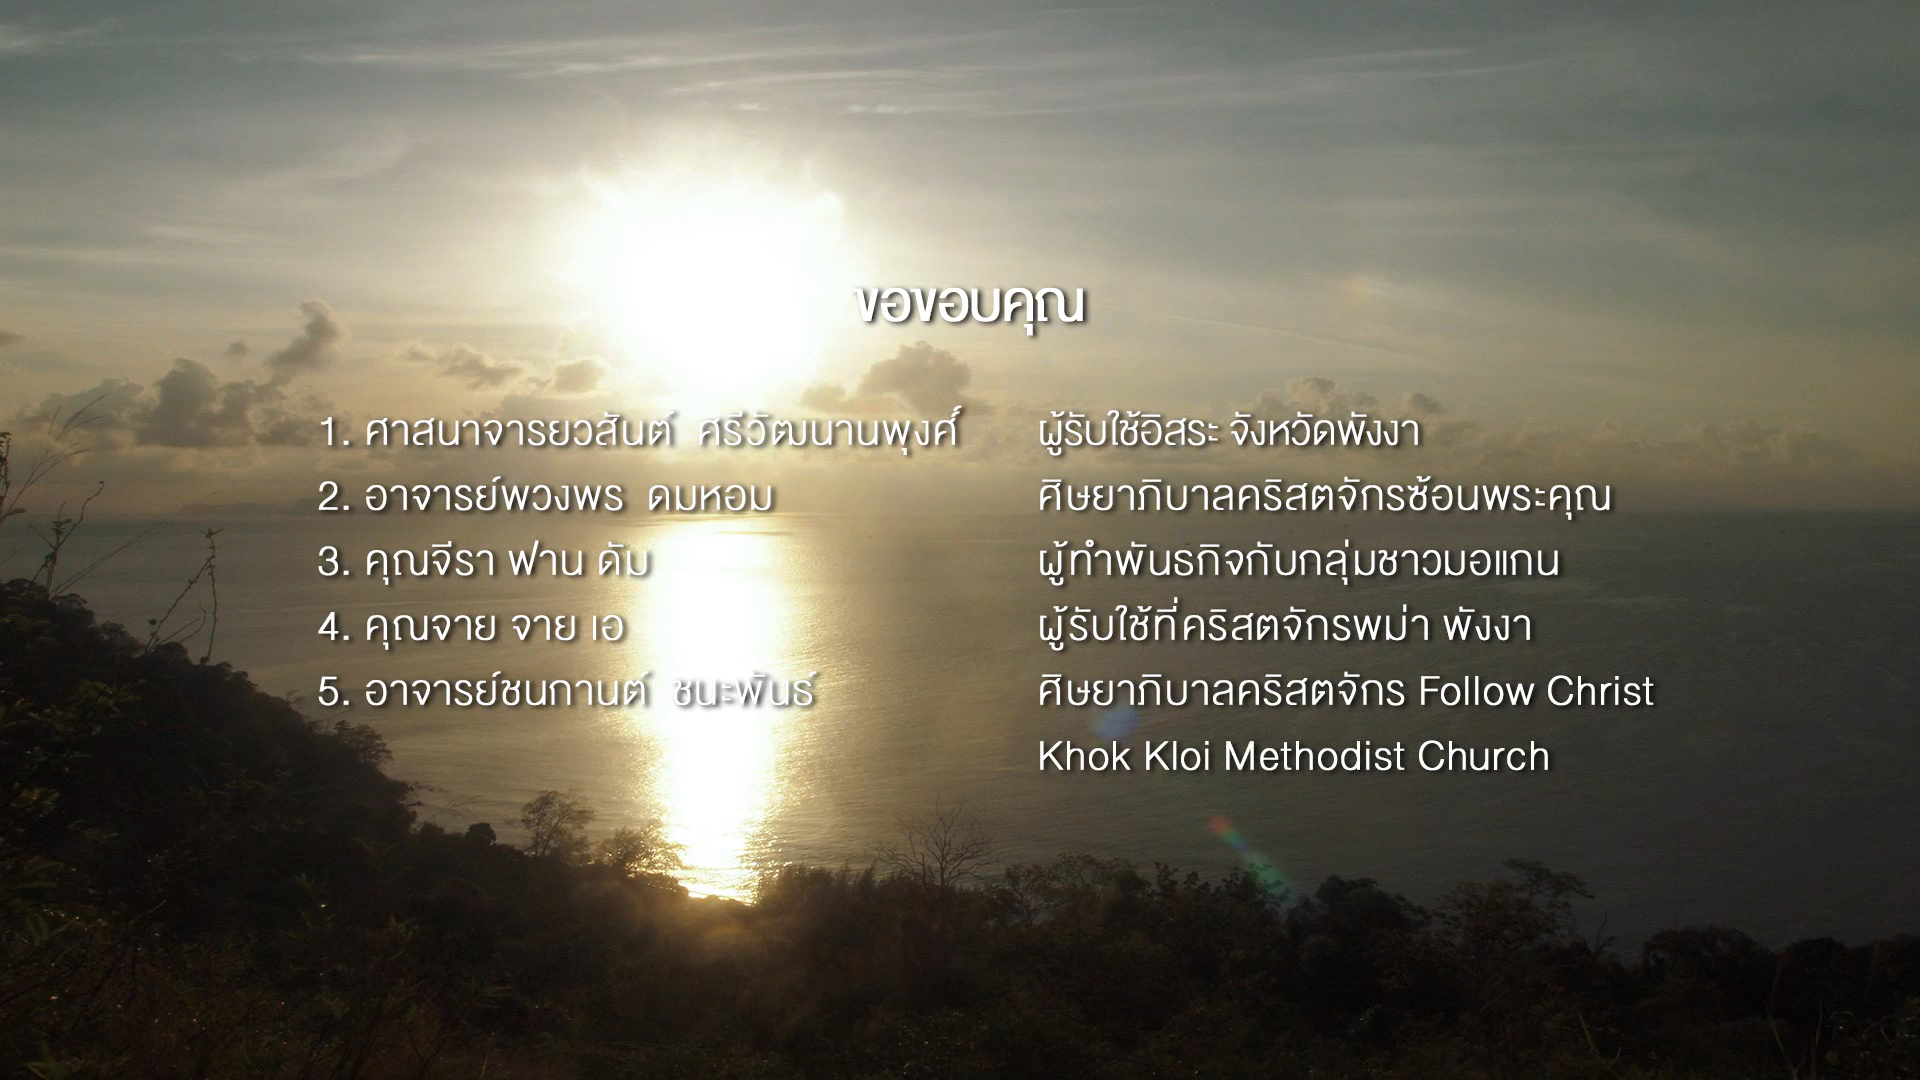 ขอขอบคุณ
1. ศาสนาจารยวสันต์ ศรีวัฒนานพุงศ์ ผู้รับใช้อิสระ จังหวัดพังงา
2. อาจารย์พวงพร ดมหอม ศิษยาภิบาลคริสตจักรซ้อนพระคุณ
3. คุณจีรา ฟาน ดัม ผู้ทำพันธกิจกับกลุ่มชาวมอแกน
4. คุณจาย จาย เอ ผู้รับใช้ที่คริสตจักรพม่า พังงา
5. อาจารย์ชนกานต์ ชนะพันธ์ ศิษยาภิบาลคริสตจักร Follow Christ
Khok Kloi Methodist Church